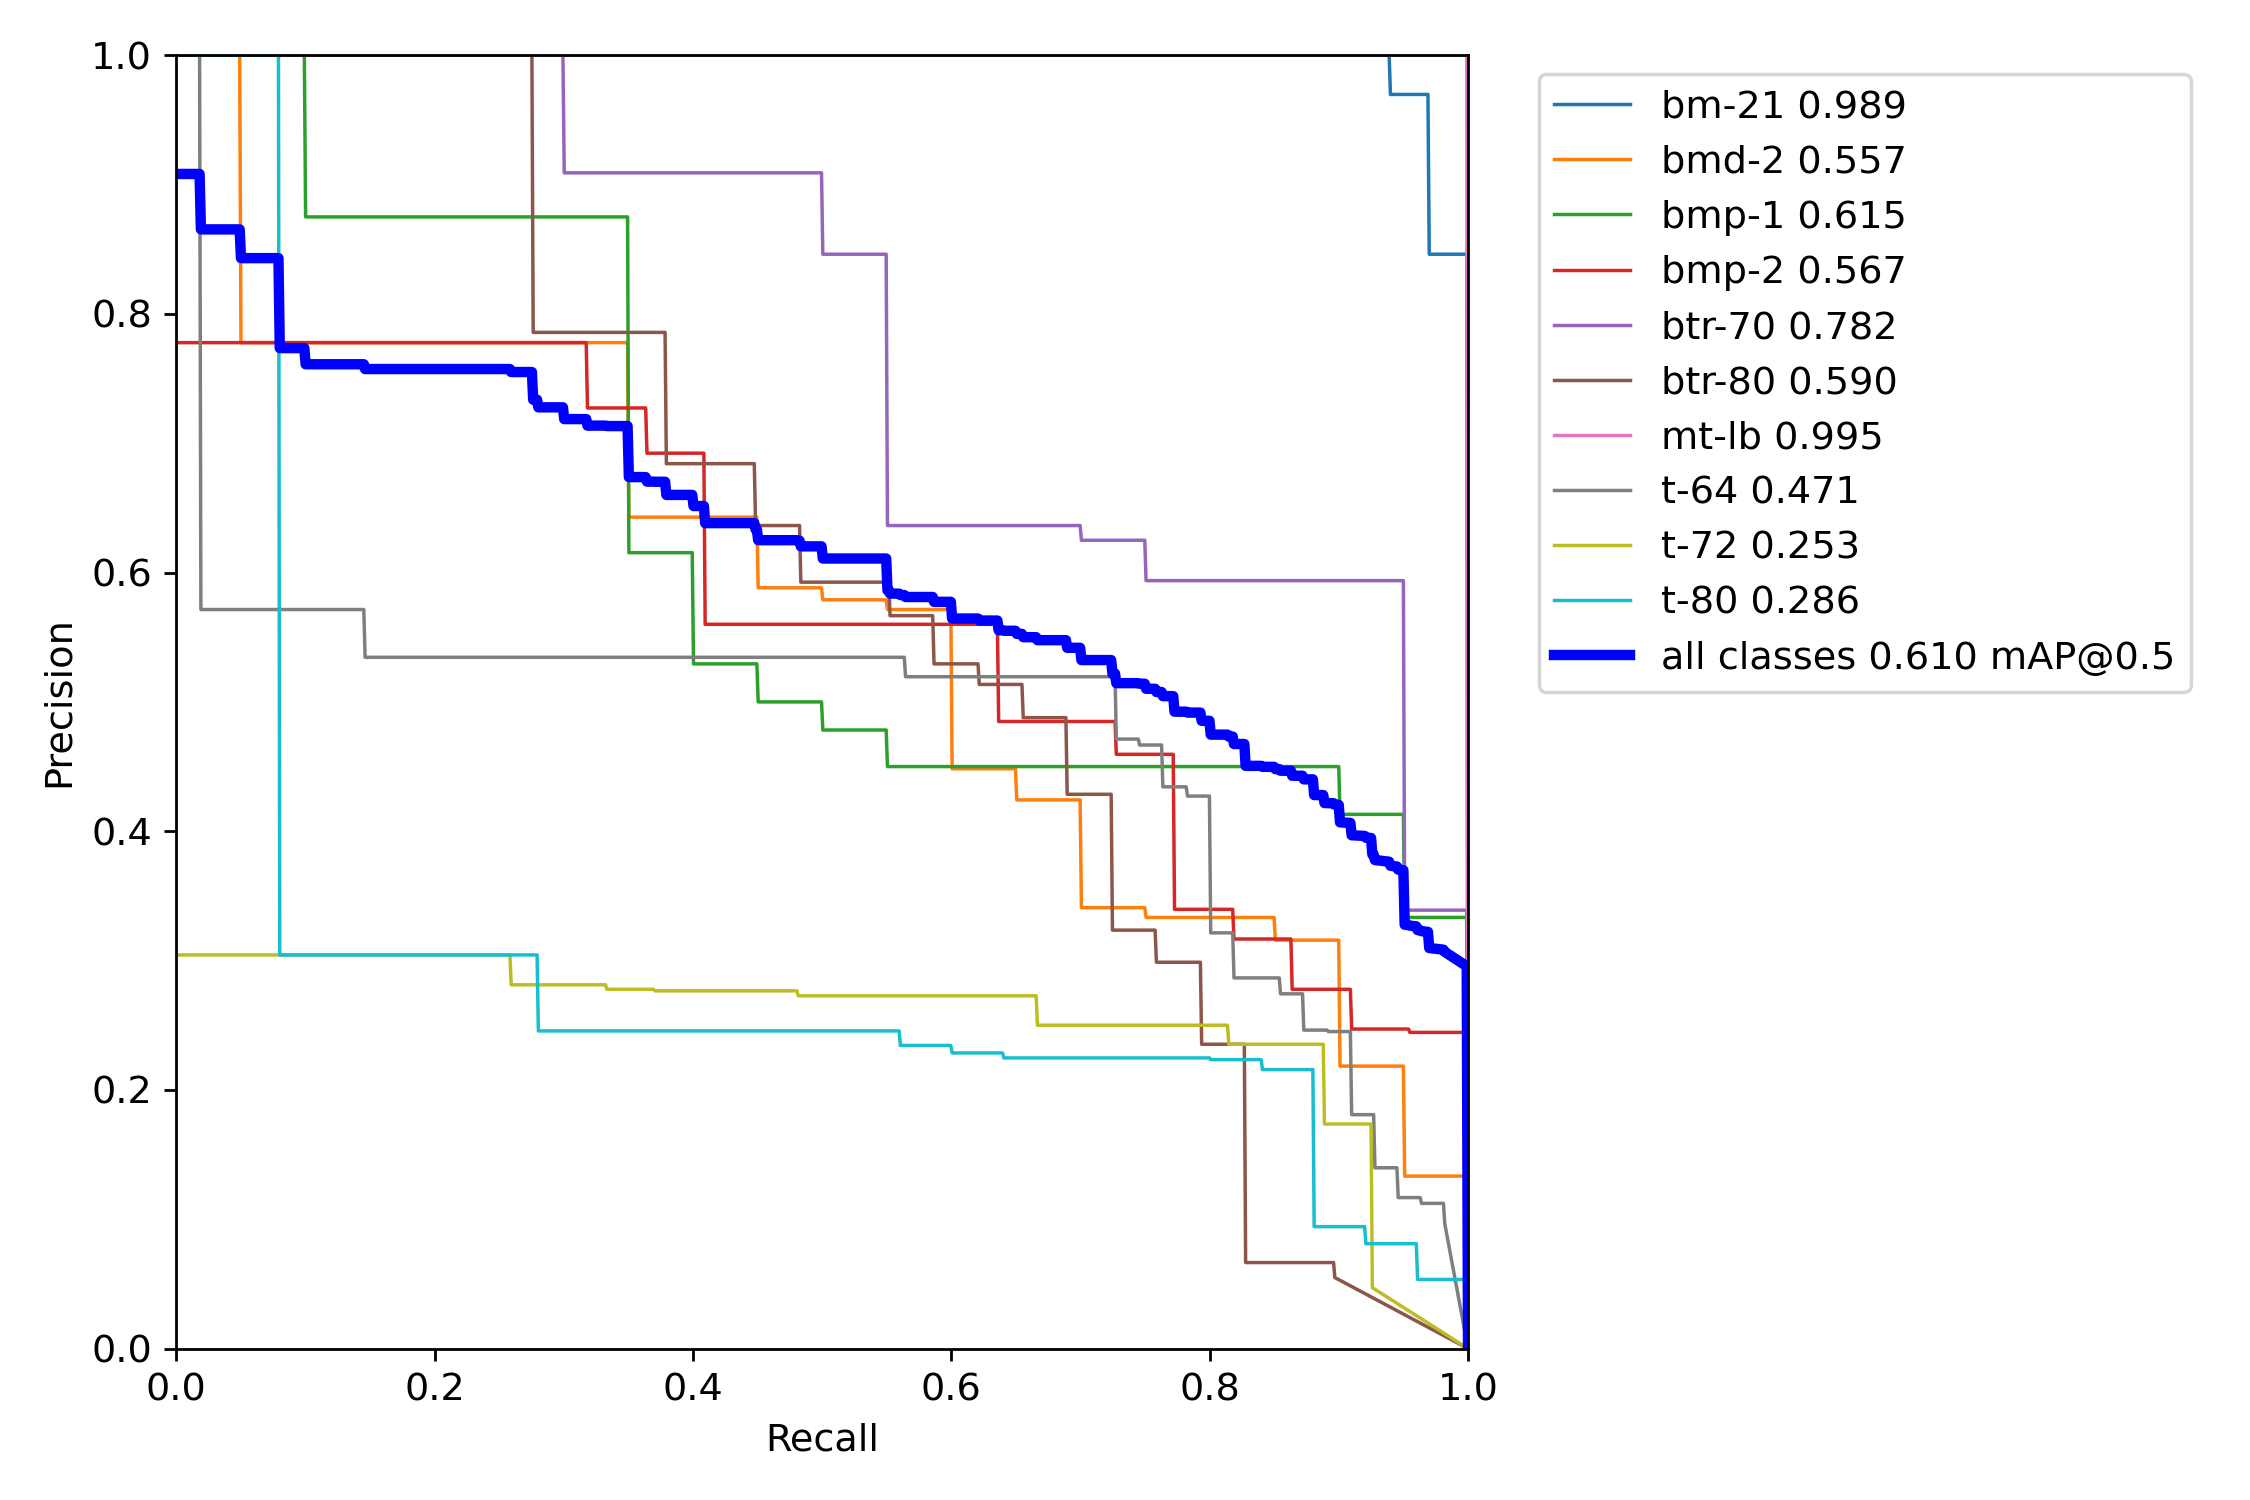 1.0
0.8
0.6
0.4
0.2
0.0
Precision
0.0 0.2 0.4 0.6 0.8 1.0
Recall
bm-21 0.989
bmd-2 0.557
bmp-1 0.615
bmp-2 0.567
btr-70 0.782
btr-80 0.590
mt-lb 0.995
t-64 0.471
t-72 0.253
t-80 0.286
all classes 0.610 mAP@0.5